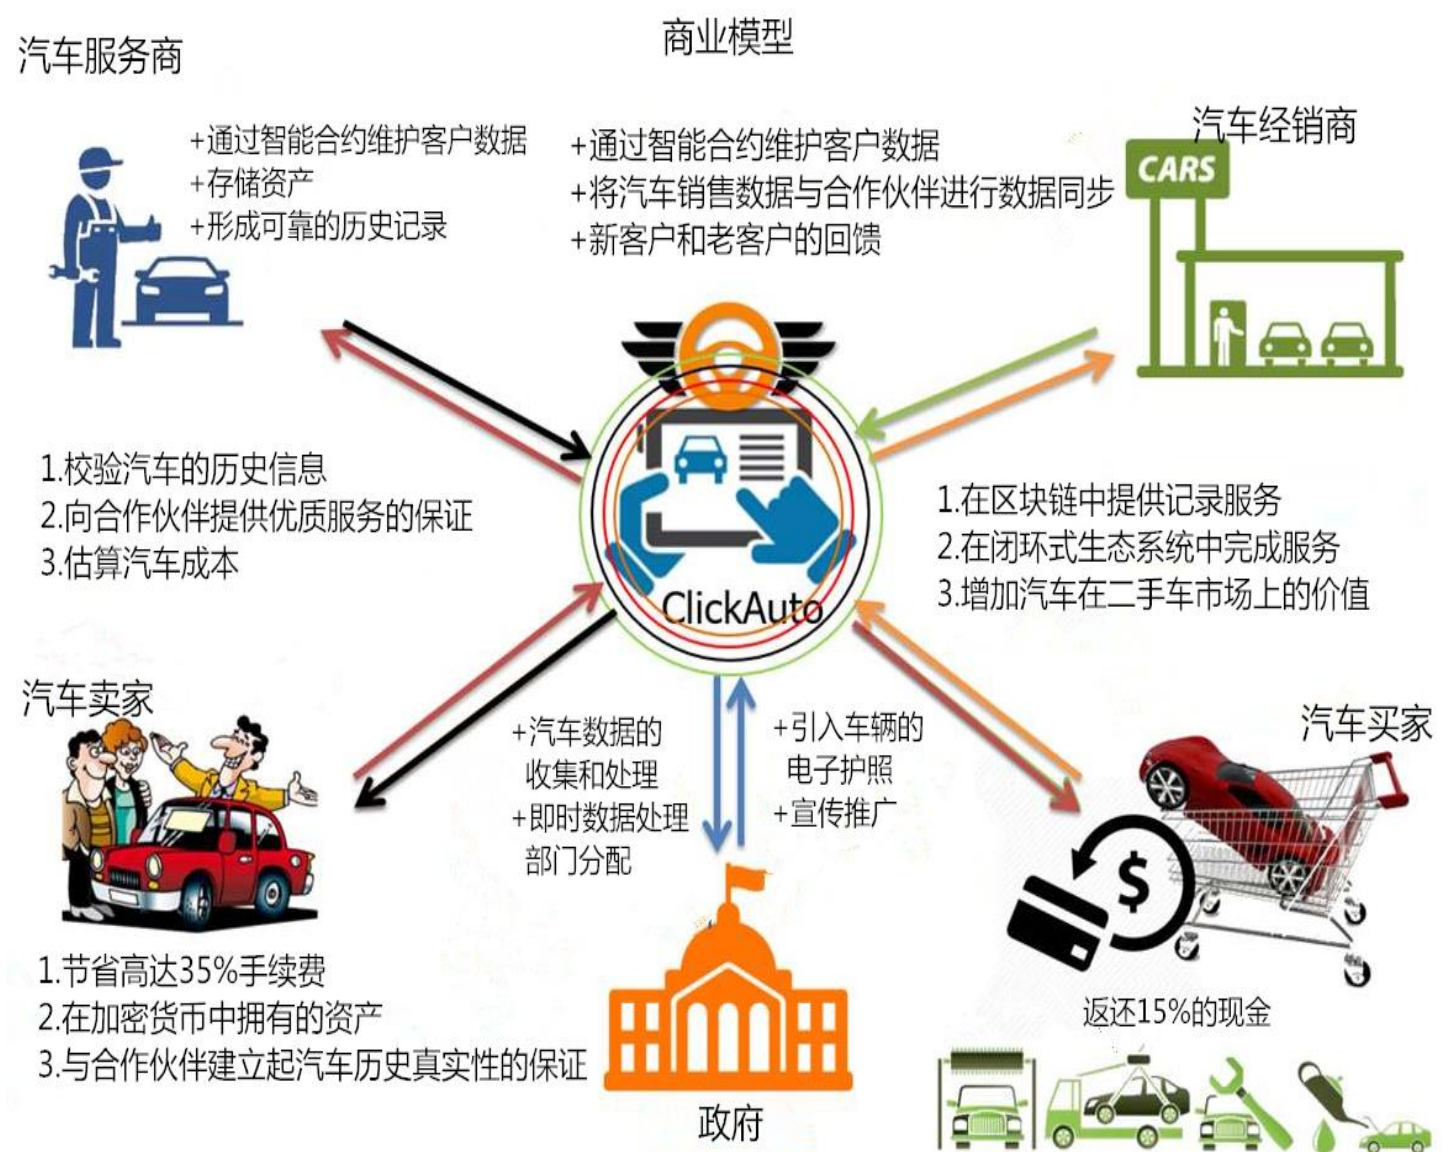 商业模型
汽车服务商
+通过智能合约维护客户数据
+存储资产
+形成可靠的历史记录
+通过智能合约维护客户数据
+将汽车销售数据与合作伙伴进行数据同步
+新客户和老客户的回馈
汽车经销商
CARS
1.校验汽车的历史信息
2.向合作伙伴提供优质服务的保证
3.估算汽车成本
ClickAuto
1.在区块链中提供记录服务
2.在闭环式生态系统中完成服务
3.增加汽车在二手车市场上的价值
汽车卖家
+汽车数据的
收集和处理
+即时数据处理
部门分配
+引入车辆的
电子护照
+宣传推广
汽车买家
$
1.节省高达35%手续费
2.在加密货币中拥有的资产
3.与合作伙伴建立起汽车历史真实性的保证
政府
返还15%的现金